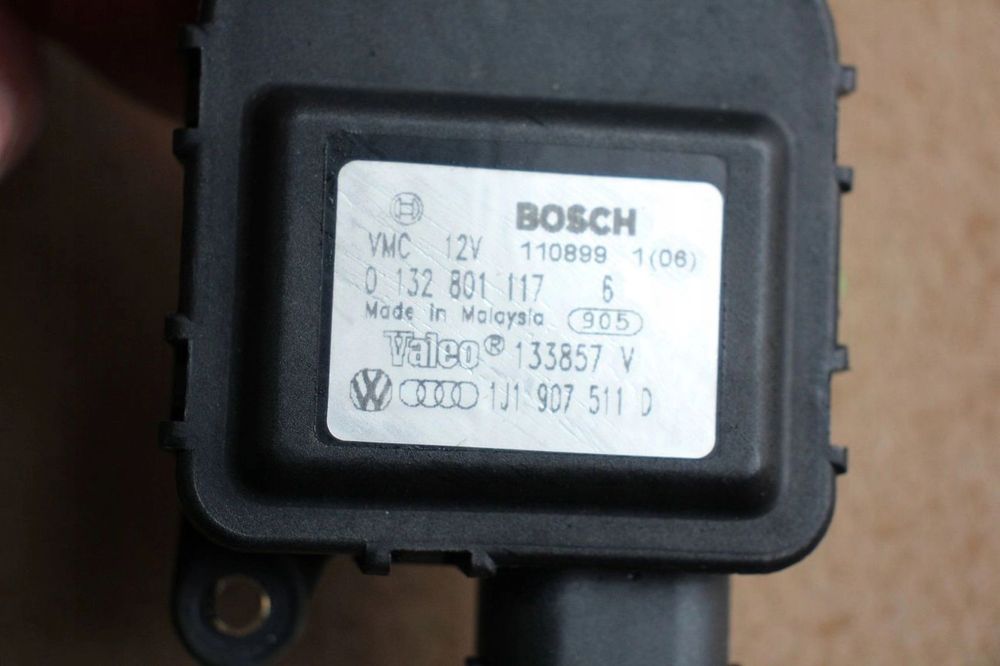 BOSCH
VMC 12V 110899 1(06)
0 132 801 117 6
Made in Malaysia 905
Valeo® 133857 V
1J1 907 511 D